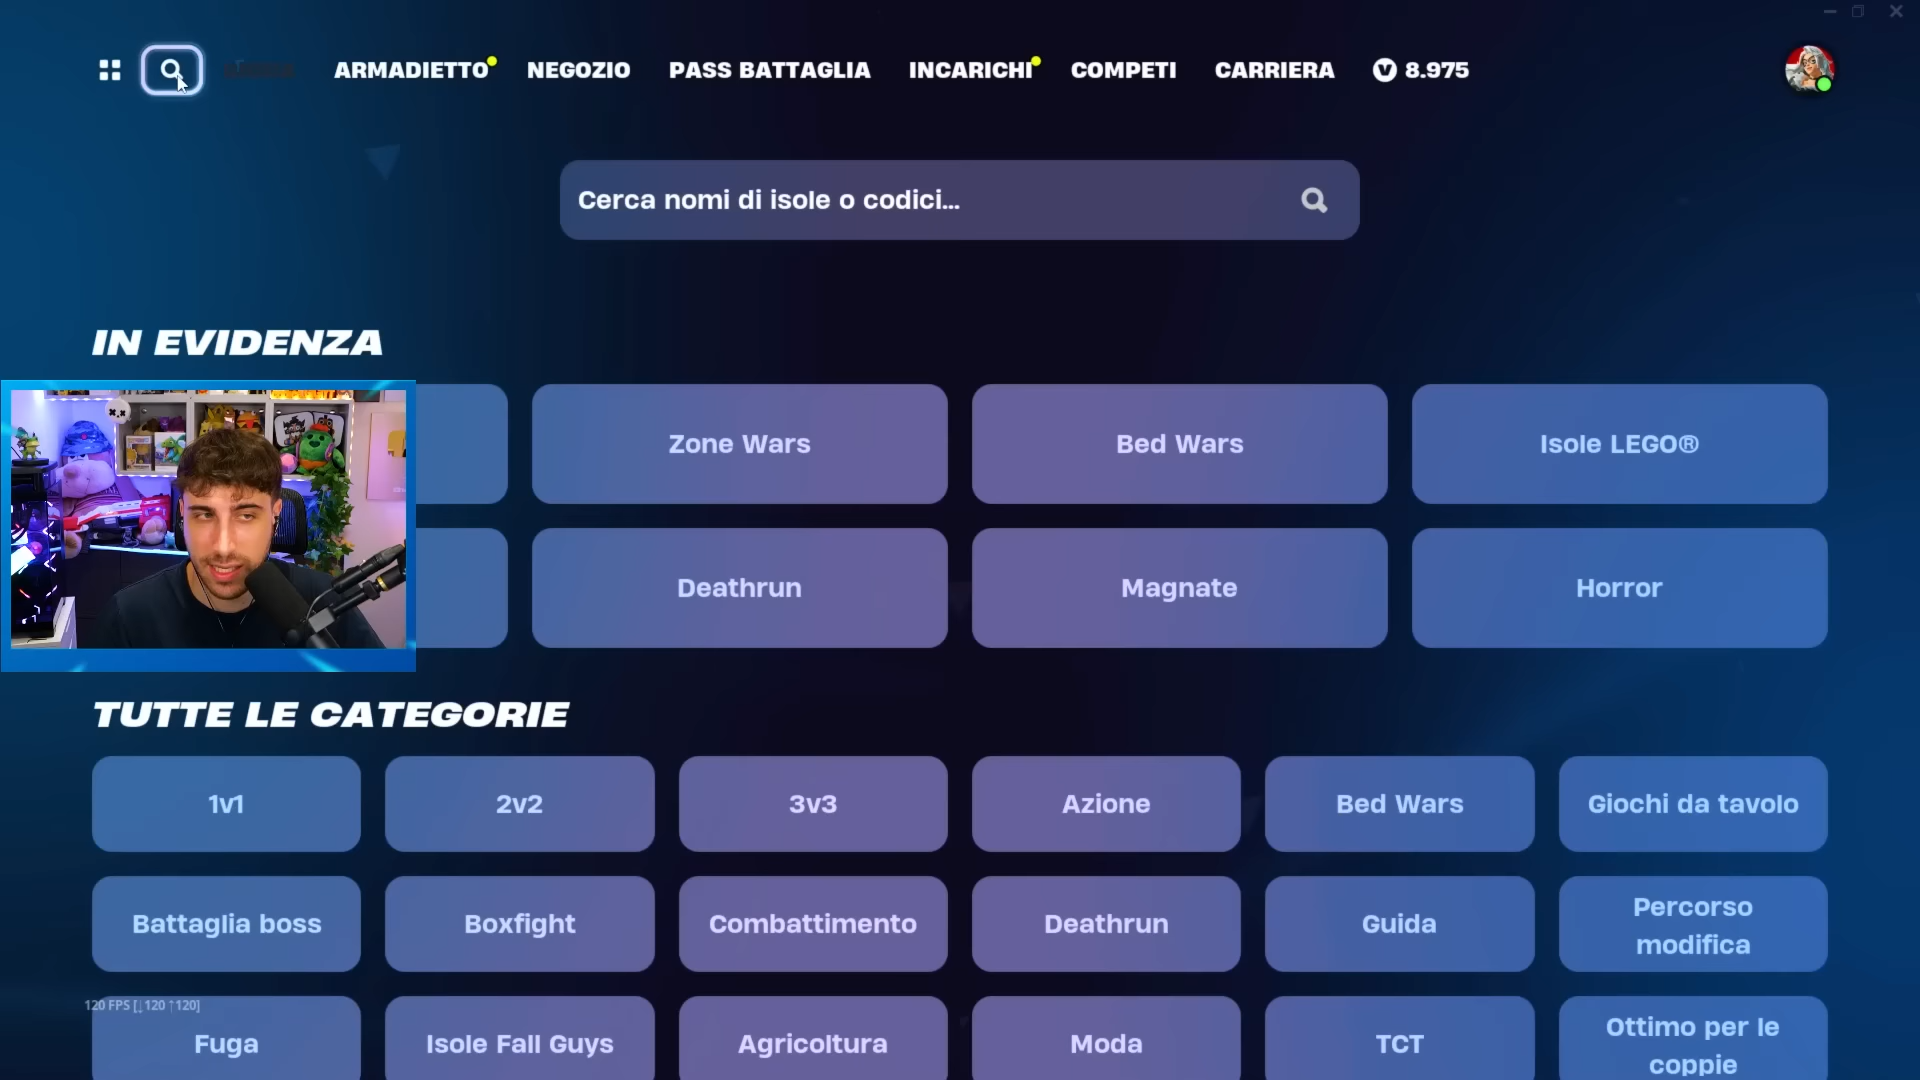 ARMADIETTO NEGOZIO PASS BATTAGLIA INCARICHI COMPETI CARRIERA V 8.975
Cerca nomi di isole o codici...
IN EVIDENZA
Zone Wars Bed Wars Isole LEGO®
Deathrun Magnate Horror
TUTTE LE CATEGORIE
1v1 2v2 3v3 Azione Bed Wars Giochi da tavolo
Battaglia boss Boxfight Combattimento Deathrun Guida Percorso
modifica
120 FPS [↓120 ↑120]
Fuga Isole Fall Guys Agricoltura Moda TCT Ottimo per le
coppie